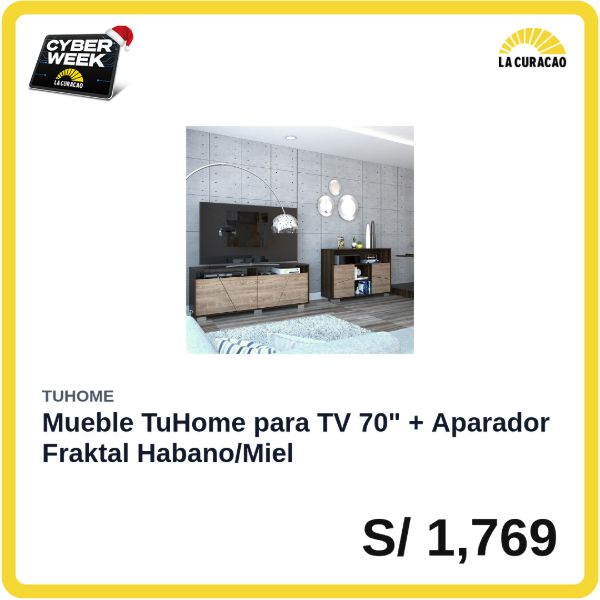 CYBER
WEEK
LA CURACAO
LA CURACAO
TUHOME
Mueble TuHome para TV 70" + Aparador
Fraktal Habano/Miel
S/ 1,769